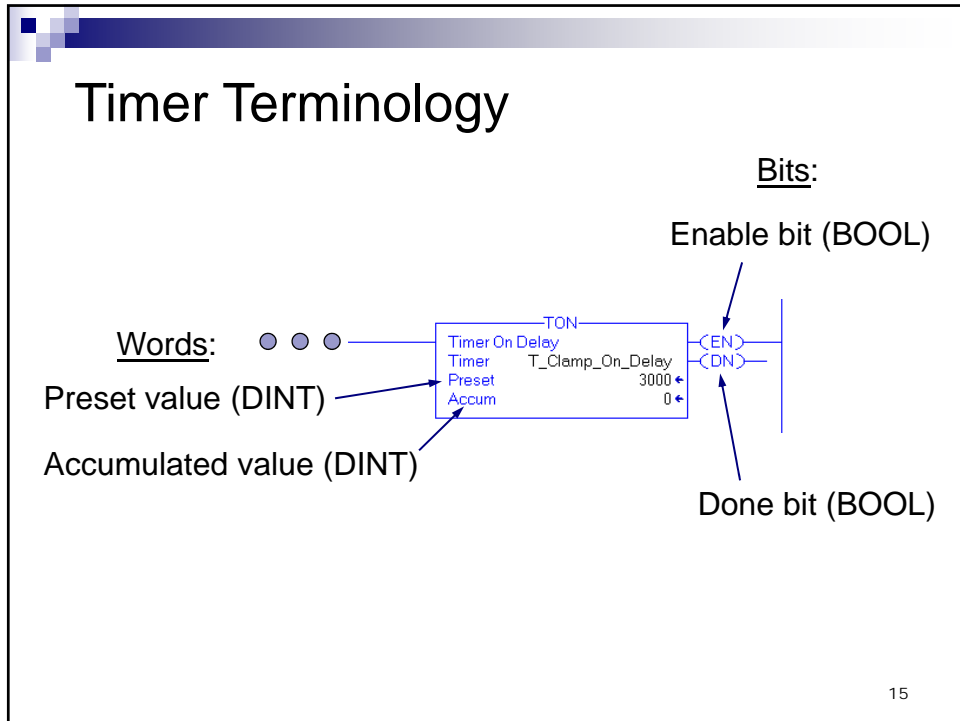 Timer Terminology
Bits:
Enable bit (BOOL)
Words:
Preset value (DINT)
Accumulated value (DINT)
TON
Timer On Delay
Timer T_Clamp_On_Delay
Preset 3000
Accum 0
(EN)
(DN)
Done bit (BOOL)
15